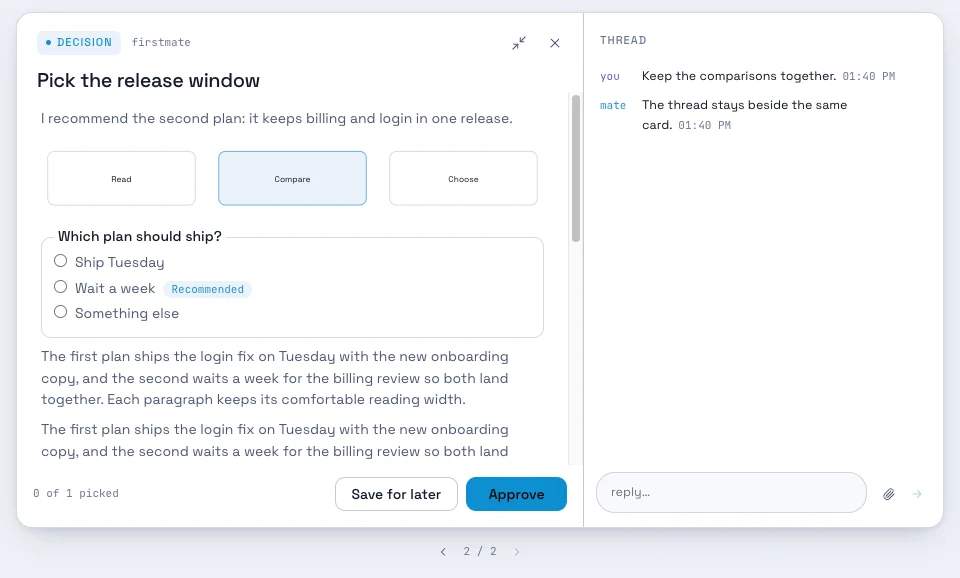 DECISION firstmate
Pick the release window
I recommend the second plan: it keeps billing and login in one release.
Read
Compare
Choose
Which plan should ship?
Ship Tuesday
Wait a week Recommended
Something else
The first plan ships the login fix on Tuesday with the new onboarding
copy, and the second waits a week for the billing review so both land
together. Each paragraph keeps its comfortable reading width.
The first plan ships the login fix on Tuesday with the new onboarding
copy, and the second waits a week for the billing review so both land
0 of 1 picked
Save for later
Approve
THREAD
you Keep the comparisons together. 01:40 PM
mate The thread stays beside the same
card. 01:40 PM
reply…
2 / 2